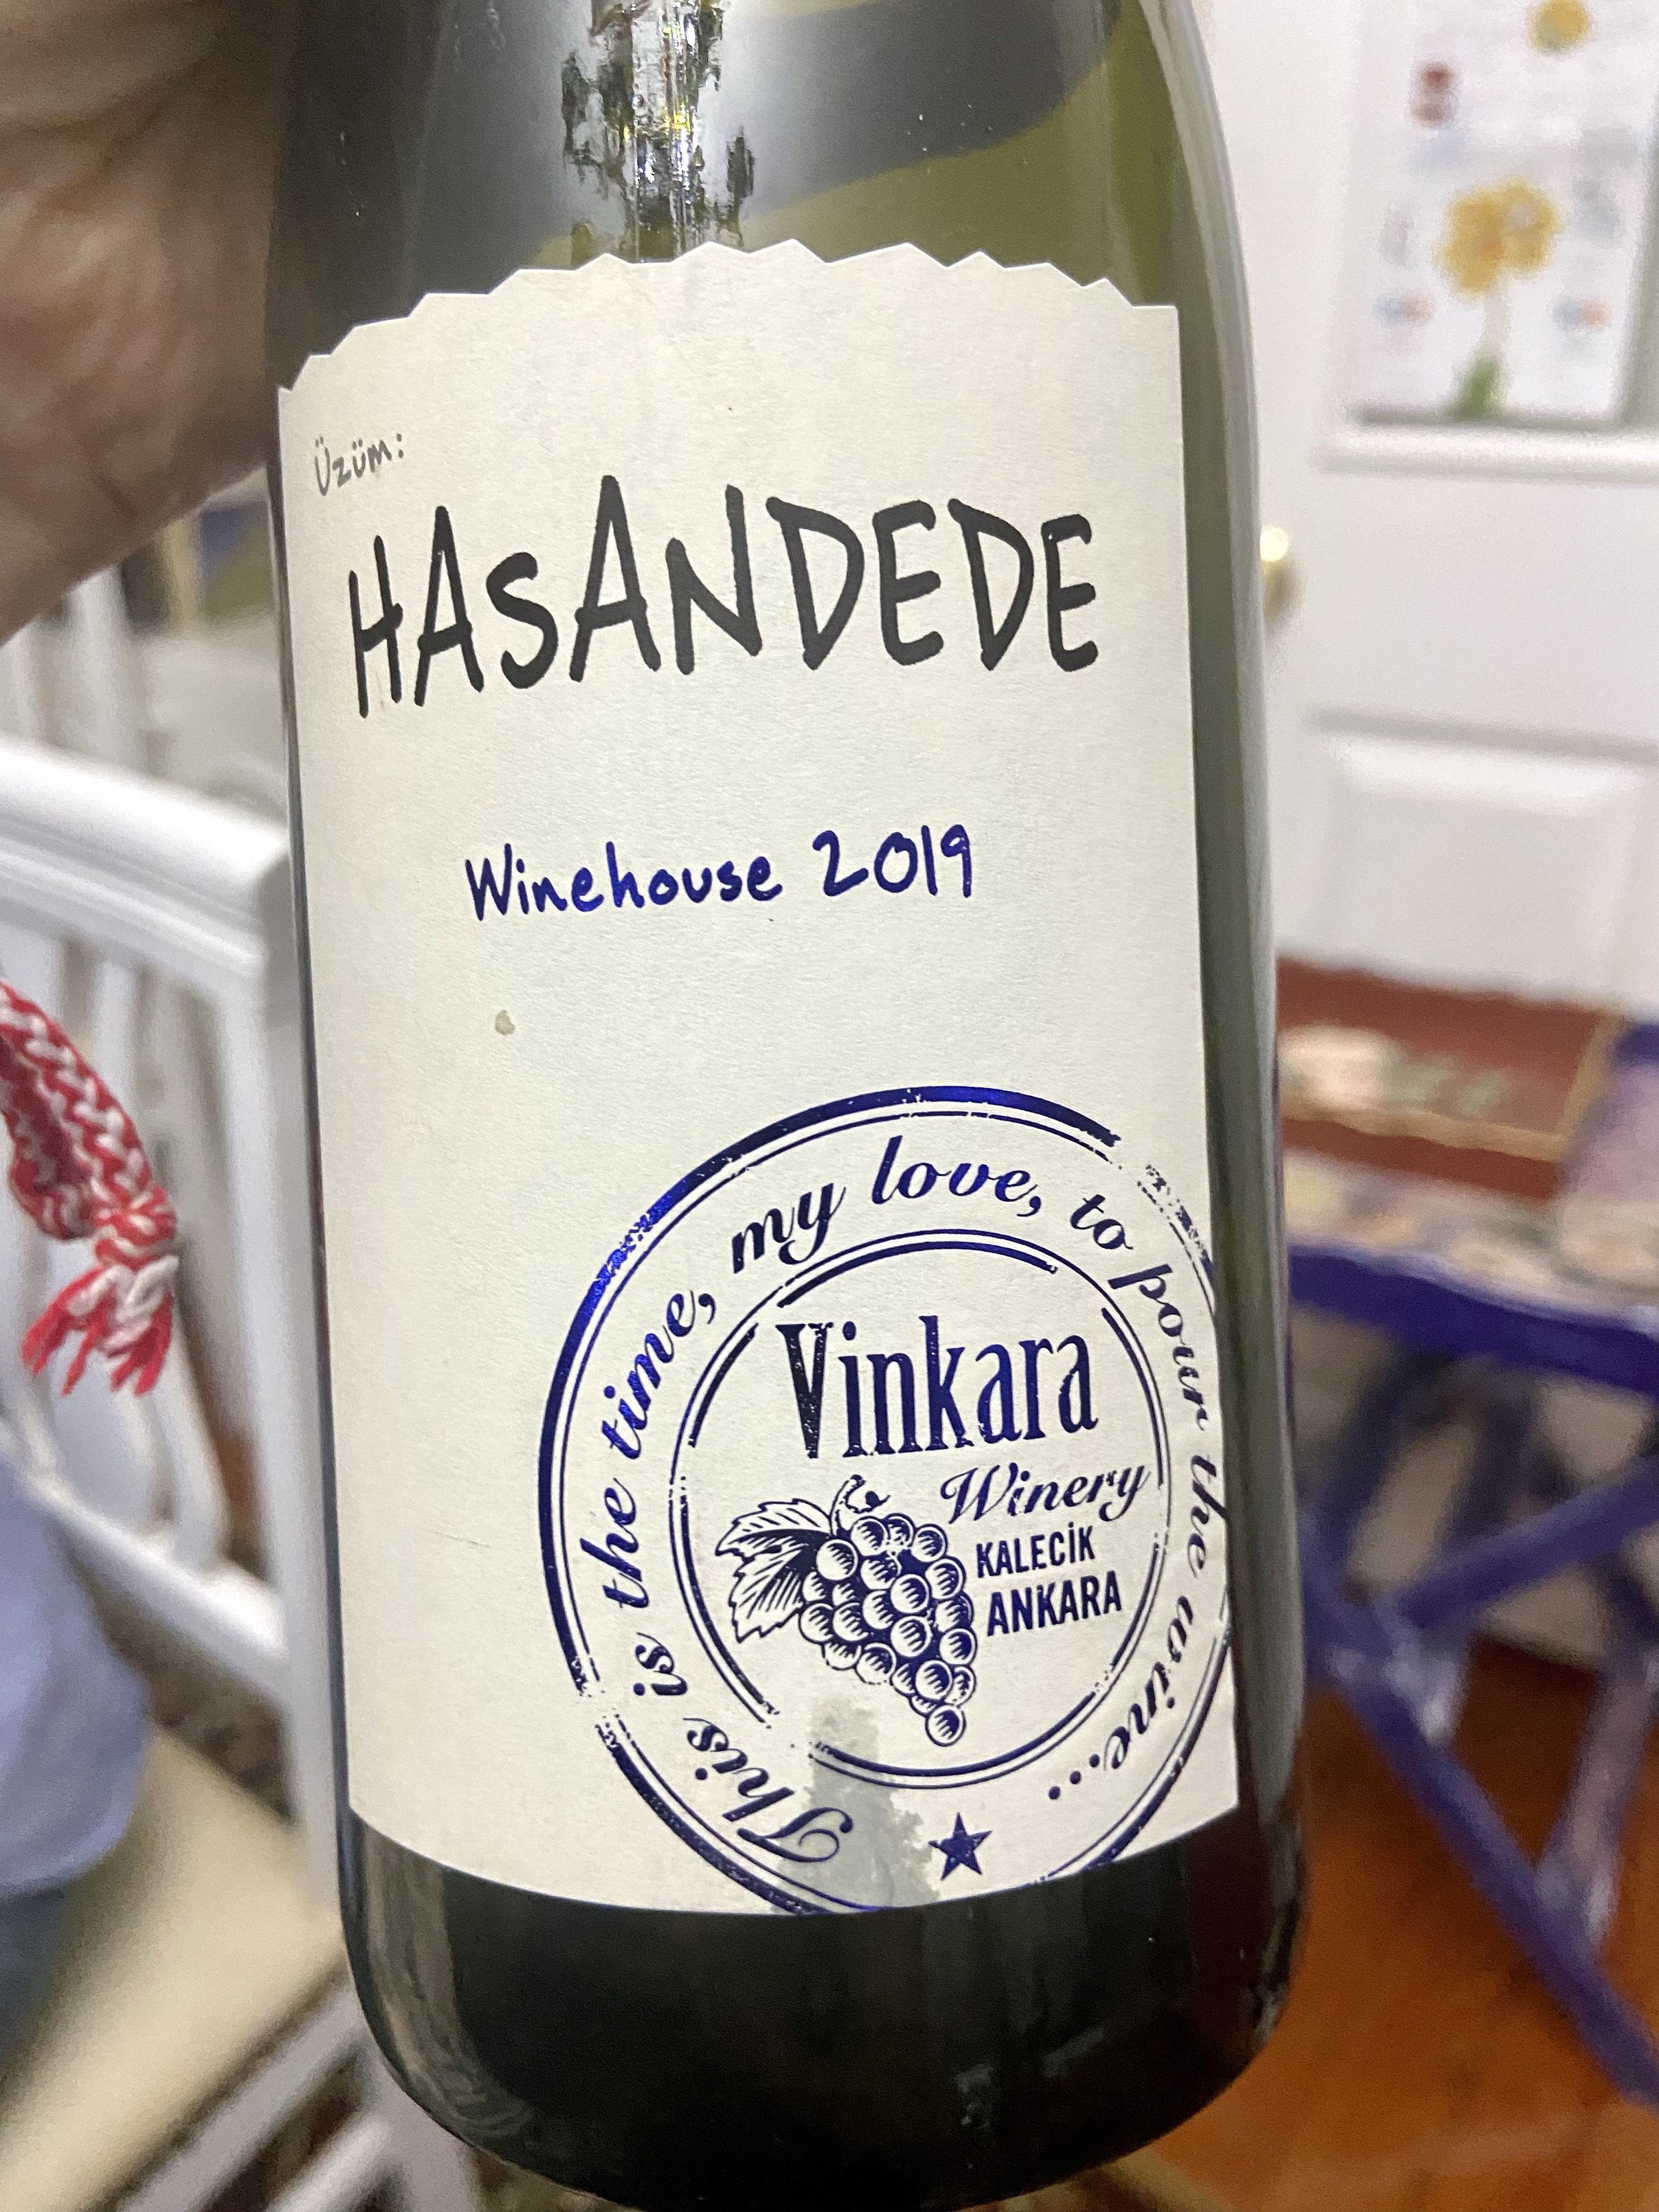 Üzüm:
HASANDEDE
Winehouse 2019
This is the time, my love, to pour the wine...
Vinkara
Winery
KALECİK
ANKARA